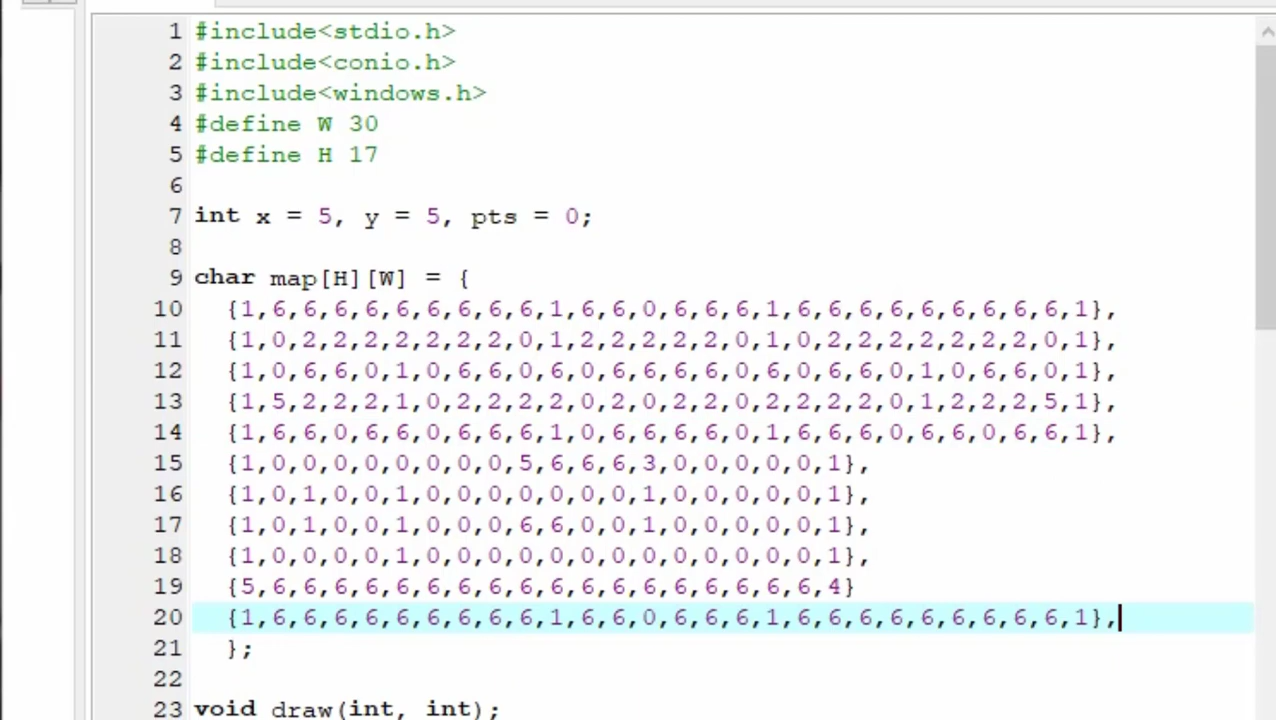 1 #include<stdio.h>
2 #include<conio.h>
3 #include<windows.h>
4 #define W 30
5 #define H 17
6
7 int x = 5, y = 5, pts = 0;
8
9 char map[H][W] = {
10 {1,6,6,6,6,6,6,6,6,6,1,6,6,0,6,6,6,1,6,6,6,6,6,6,6,6,6,1},
11 {1,0,2,2,2,2,2,2,2,0,1,2,2,2,2,2,0,1,0,2,2,2,2,2,2,2,0,1},
12 {1,0,6,6,0,1,0,6,6,0,6,0,6,6,6,6,0,6,0,6,6,0,1,0,6,6,0,1},
13 {1,5,2,2,2,1,0,2,2,2,2,0,2,0,2,2,0,2,2,2,2,0,1,2,2,2,5,1},
14 {1,6,6,0,6,6,0,6,6,6,1,0,6,6,6,6,0,1,6,6,6,0,6,6,0,6,6,1},
15 {1,0,0,0,0,0,0,0,0,5,6,6,6,3,0,0,0,0,0,1},
16 {1,0,1,0,0,1,0,0,0,0,0,0,0,1,0,0,0,0,0,1},
17 {1,0,1,0,0,1,0,0,0,6,6,0,0,1,0,0,0,0,0,1},
18 {1,0,0,0,0,1,0,0,0,0,0,0,0,0,0,0,0,0,0,1},
19 {5,6,6,6,6,6,6,6,6,6,6,6,6,6,6,6,6,6,6,4}
20 {1,6,6,6,6,6,6,6,6,6,1,6,6,0,6,6,6,1,6,6,6,6,6,6,6,6,6,1},
21 };
22
23 void draw(int, int);